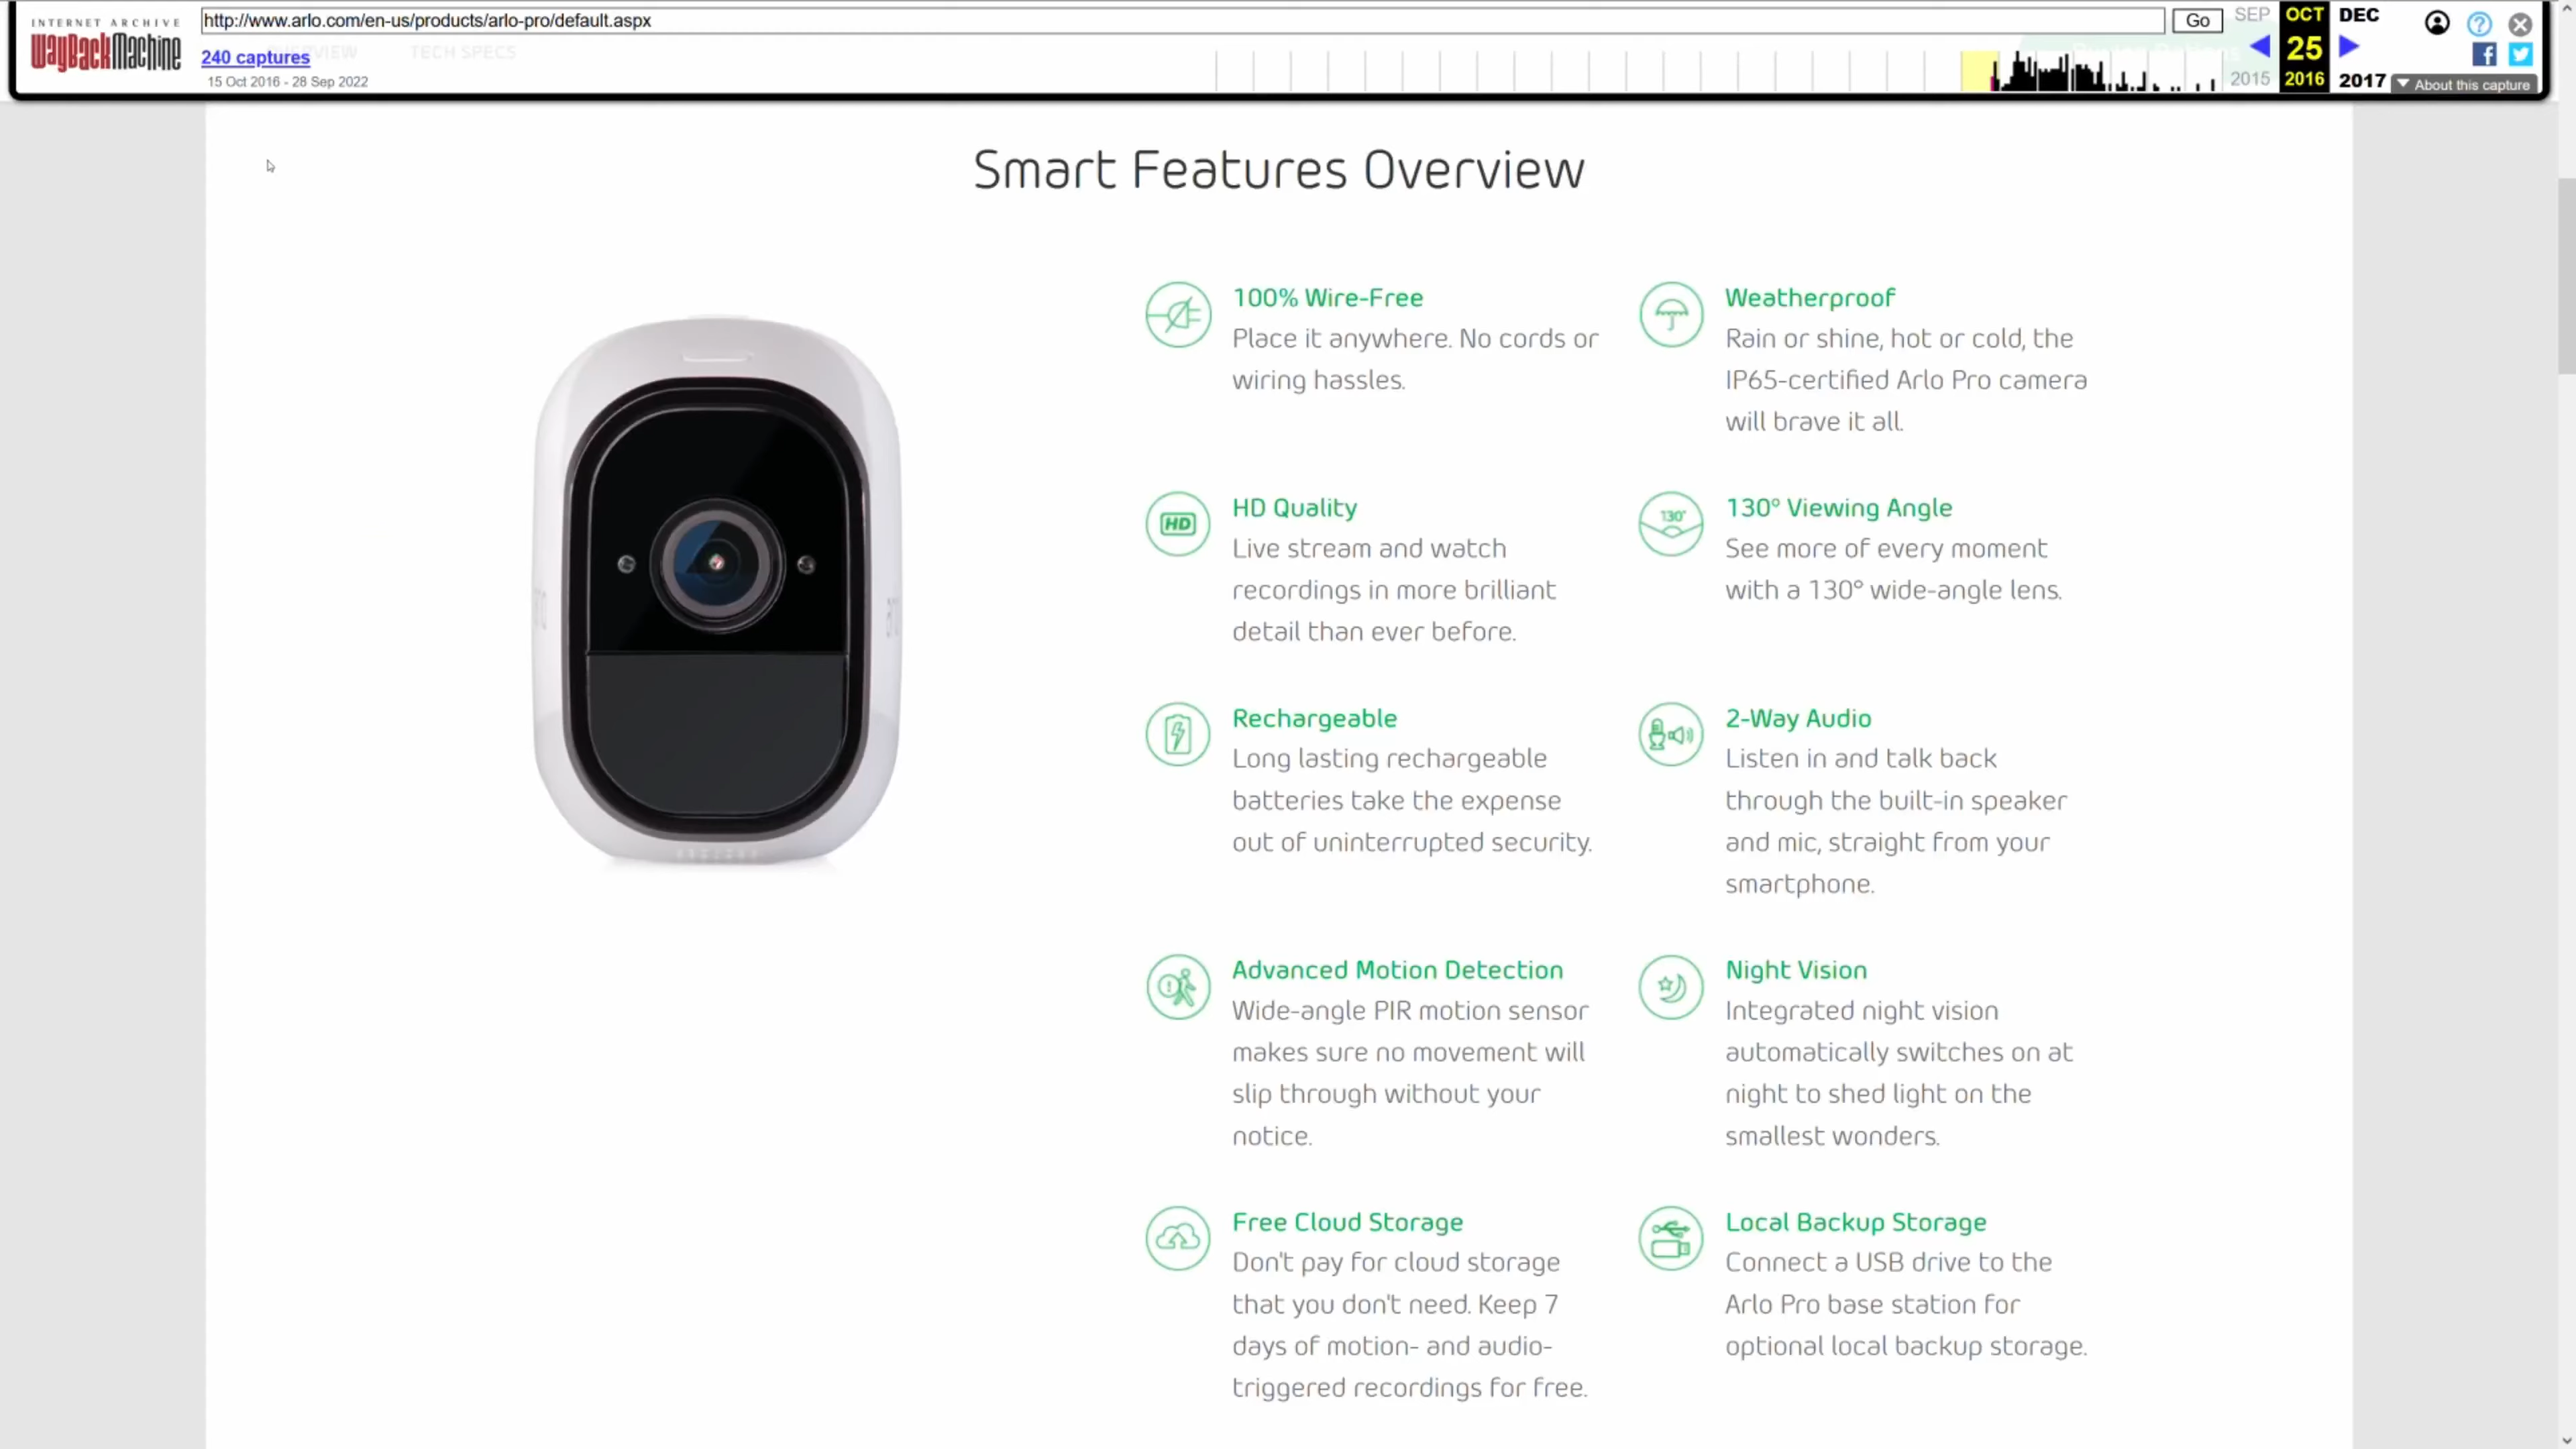 INTERNET ARCHIVE
WayBackMachine
http://www.arlo.com/en-us/products/arlo-pro/default.aspx
Go
SEP
OCT
DEC
240 captures
OVERVIEW
TECH SPECS
25
15 Oct 2016 - 28 Sep 2022
2015
2016
2017
About this capture
Smart Features Overview
100% Wire-Free
Place it anywhere. No cords or
wiring hassles.
Weatherproof
Rain or shine, hot or cold, the
IP65-certified Arlo Pro camera
will brave it all.
HD
HD Quality
Live stream and watch
recordings in more brilliant
detail than ever before.
130°
130° Viewing Angle
See more of every moment
with a 130° wide-angle lens.
Rechargeable
Long lasting rechargeable
batteries take the expense
out of uninterrupted security.
2-Way Audio
Listen in and talk back
through the built-in speaker
and mic, straight from your
smartphone.
Advanced Motion Detection
Wide-angle PIR motion sensor
makes sure no movement will
slip through without your
notice.
Night Vision
Integrated night vision
automatically switches on at
night to shed light on the
smallest wonders.
Free Cloud Storage
Don't pay for cloud storage
that you don't need. Keep 7
days of motion- and audio-
triggered recordings for free.
Local Backup Storage
Connect a USB drive to the
Arlo Pro base station for
optional local backup storage.